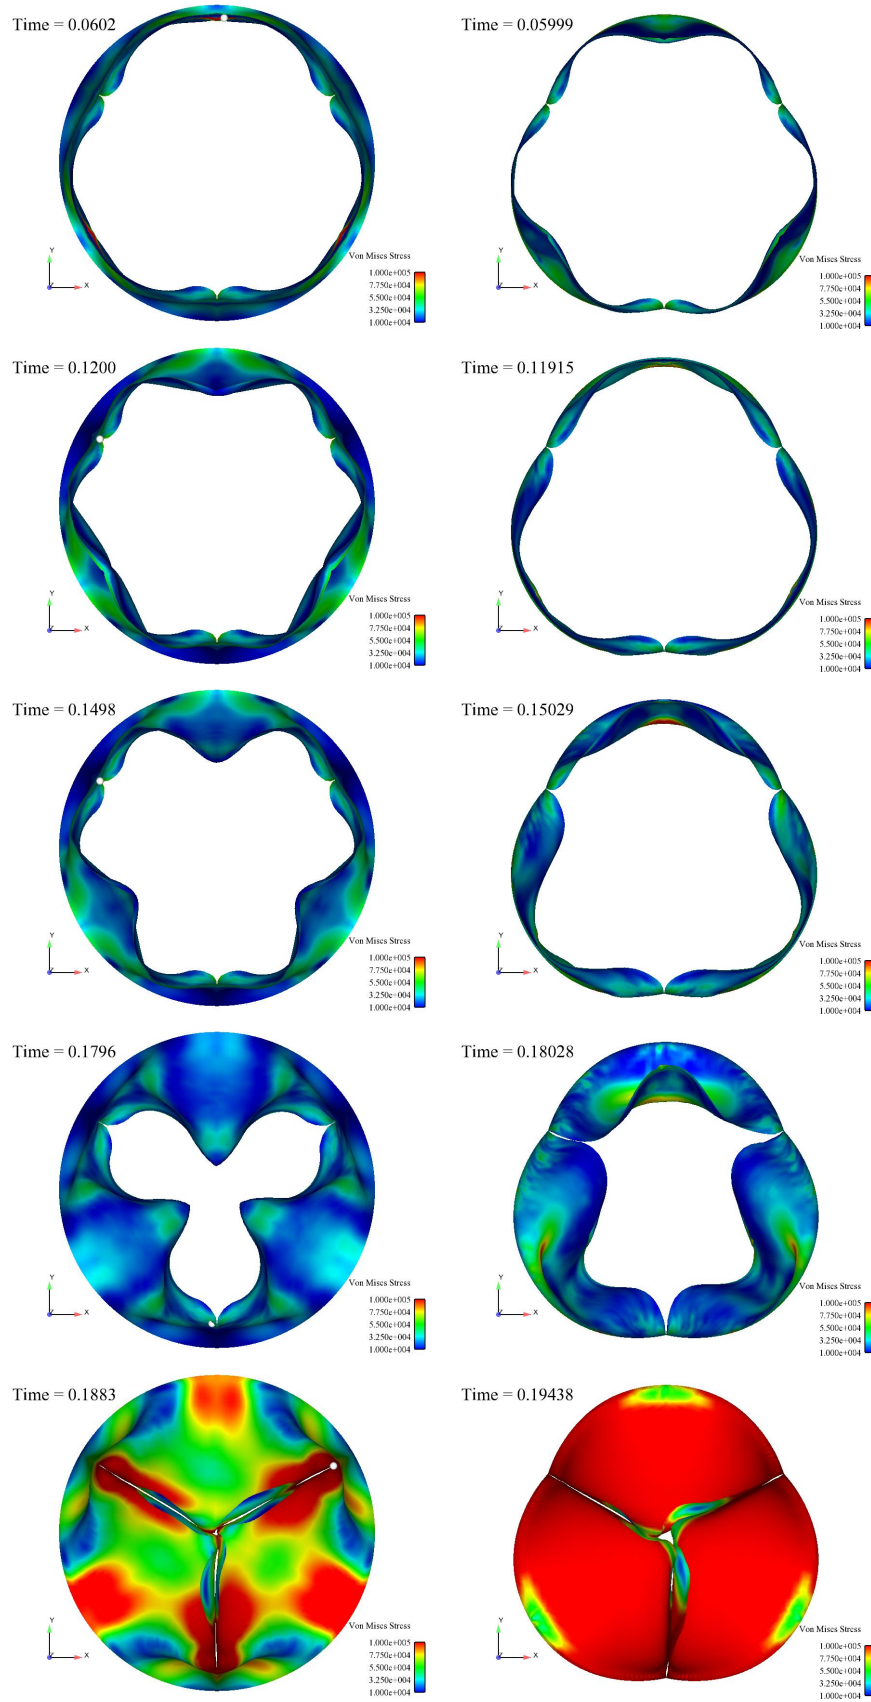 Time = 0.0602
Y
X
Von Mises Stress
1.000e+005
7.750e+004
5.500e+004
3.250e+004
1.000e+004
Time = 0.05999
Y
X
Von Mises Stress
1.000e+005
7.750e+004
5.500e+004
3.250e+004
1.000e+004
Time = 0.1200
Y
X
Von Mises Stress
1.000e+005
7.750e+004
5.500e+004
3.250e+004
1.000e+004
Time = 0.11915
Y
X
Von Mises Stress
1.000e+005
7.750e+004
5.500e+004
3.250e+004
1.000e+004
Time = 0.1498
Y
X
Von Mises Stress
1.000e+005
7.750e+004
5.500e+004
3.250e+004
1.000e+004
Time = 0.15029
Y
X
Von Mises Stress
1.000e+005
7.750e+004
5.500e+004
3.250e+004
1.000e+004
Time = 0.1796
Y
X
Von Mises Stress
1.000e+005
7.750e+004
5.500e+004
3.250e+004
1.000e+004
Time = 0.18028
Y
X
Von Mises Stress
1.000e+005
7.750e+004
5.500e+004
3.250e+004
1.000e+004
Time = 0.1883
Y
X
Von Mises Stress
1.000e+005
7.750e+004
5.500e+004
3.250e+004
1.000e+004
Time = 0.19438
Y
X
Von Mises Stress
1.000e+005
7.750e+004
5.500e+004
3.250e+004
1.000e+004